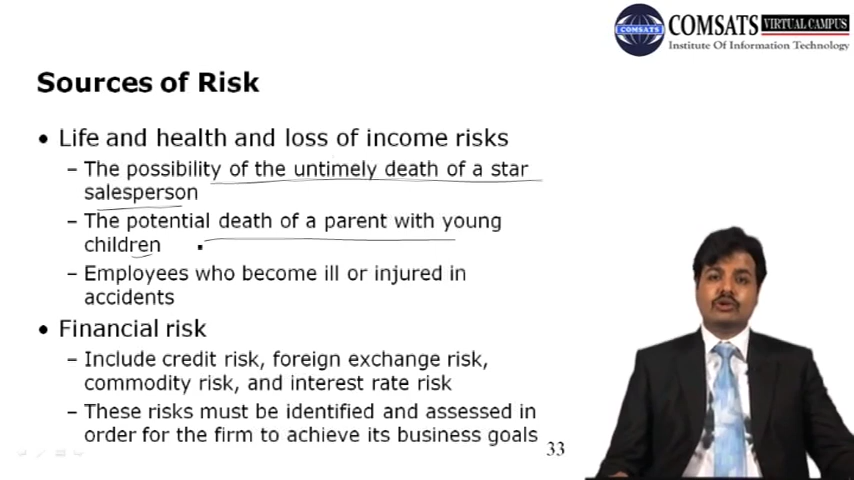 COMSATS
COMSATS VIRTUAL CAMPUS
Institute Of Information Technology
Sources of Risk
• Life and health and loss of income risks
– The possibility of the untimely death of a star
salesperson
– The potential death of a parent with young
children
– Employees who become ill or injured in
accidents
• Financial risk
– Include credit risk, foreign exchange risk,
commodity risk, and interest rate risk
– These risks must be identified and assessed in
order for the firm to achieve its business goals
33